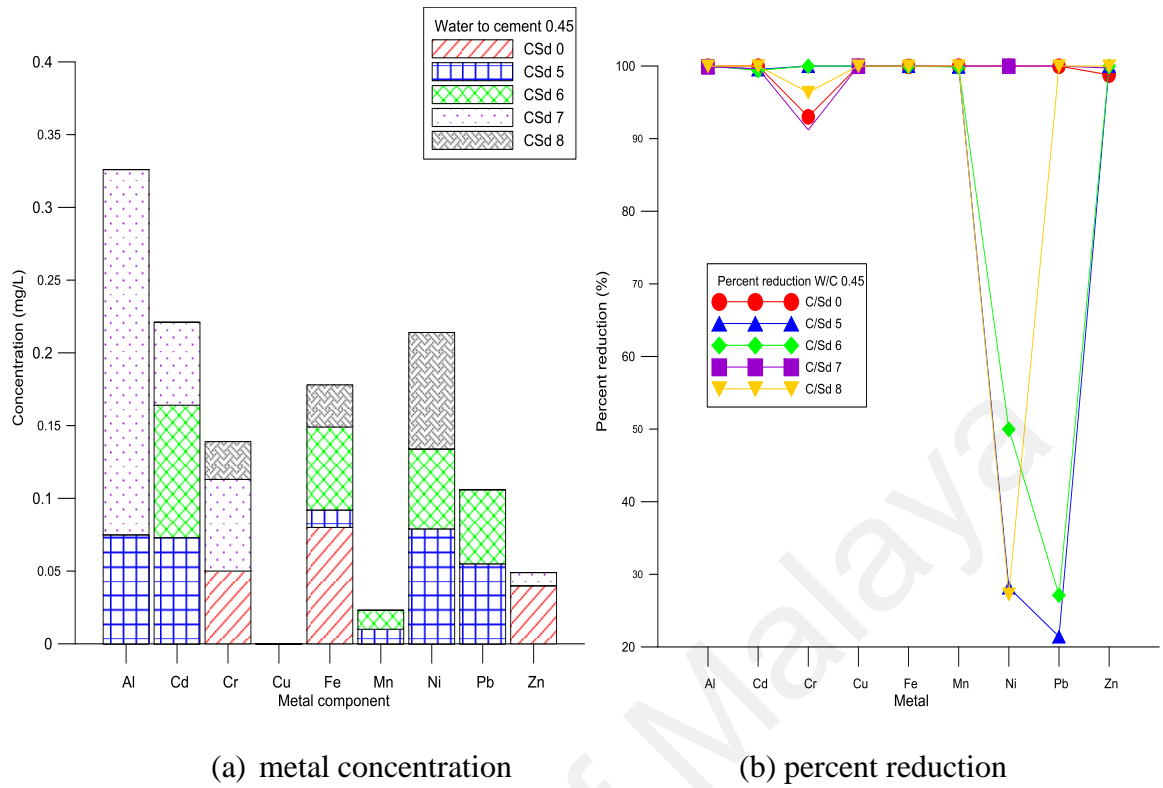 Water to cement 0.45
CSd 0
CSd 5
CSd 6
CSd 7
CSd 8
0.4
0.35
0.3
0.25
0.2
0.15
0.1
0.05
0
Concentration (mg/L)
Al Cd Cr Cu Fe Mn Ni Pb Zn
Metal component
(a) metal concentration
100
90
80
70
60
50
40
30
20
Percent reduction (%)
Percent reduction W/C 0.45
C/Sd 0
C/Sd 5
C/Sd 6
C/Sd 7
C/Sd 8
Al Cd Cr Cu Fe Mn Ni Pb Zn
Metal
(b) percent reduction
of Malaya